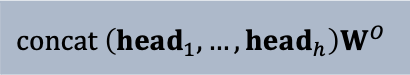 concat (head₁, … , headₕ)Wᴼ